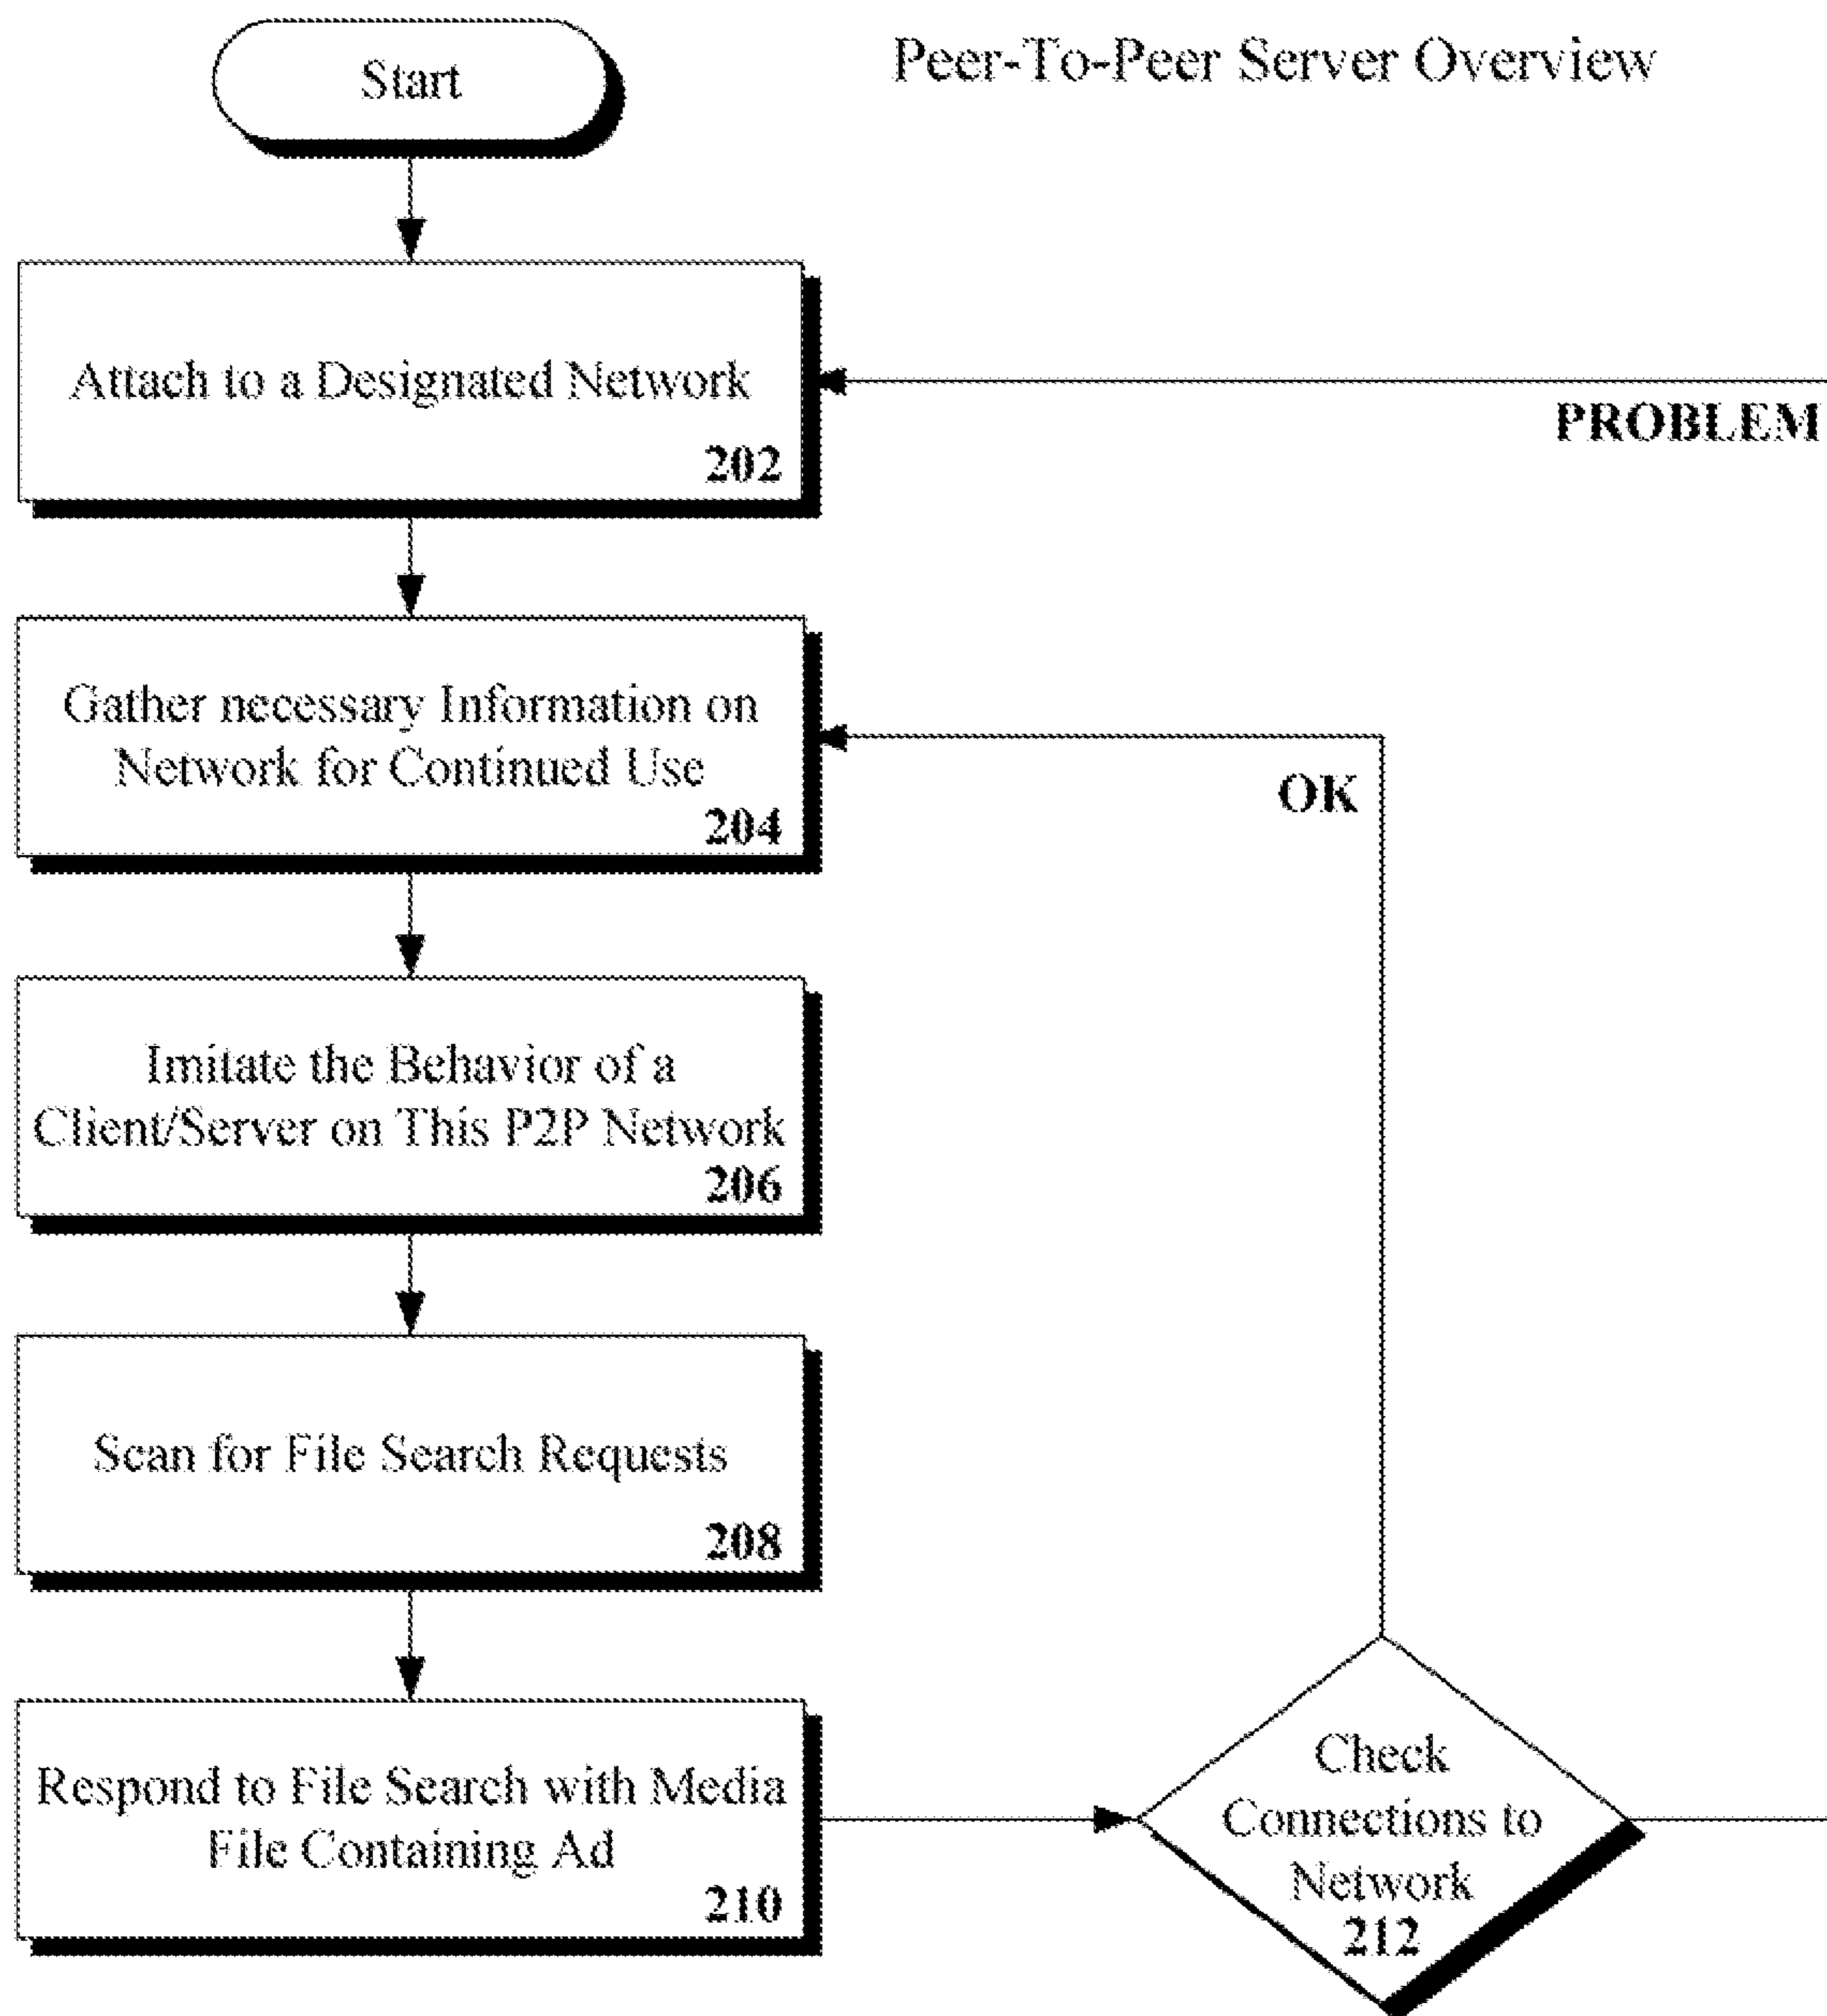 Peer-To-Peer Server Overview
Start
Attach to a Designated Network
202
PROBLEM
Gather necessary Information on
Network for Continued Use
204
OK
Imitate the Behavior of a
Client/Server on This P2P Network
206
Scan for File Search Requests
208
Respond to File Search with Media
File Containing Ad
210
Check
Connections to
Network
212